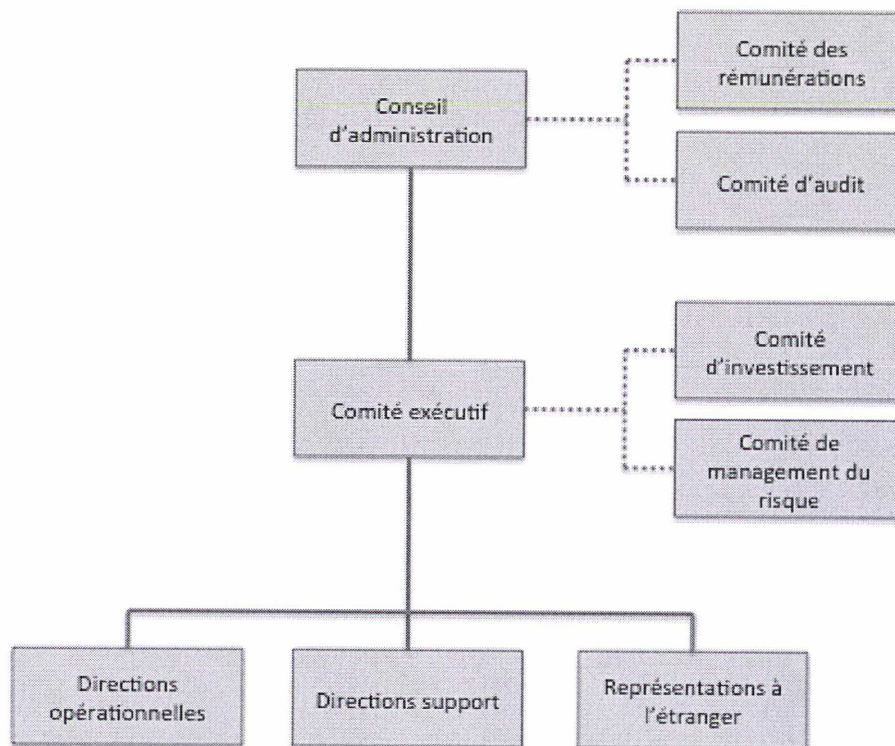 Comité des
rémunérations
Conseil
d'administration
Comité d'audit
Comité
d'investissement
Comité exécutif
Comité de
management du
risque
Directions
opérationnelles
Directions support
Représentations à
l'étranger